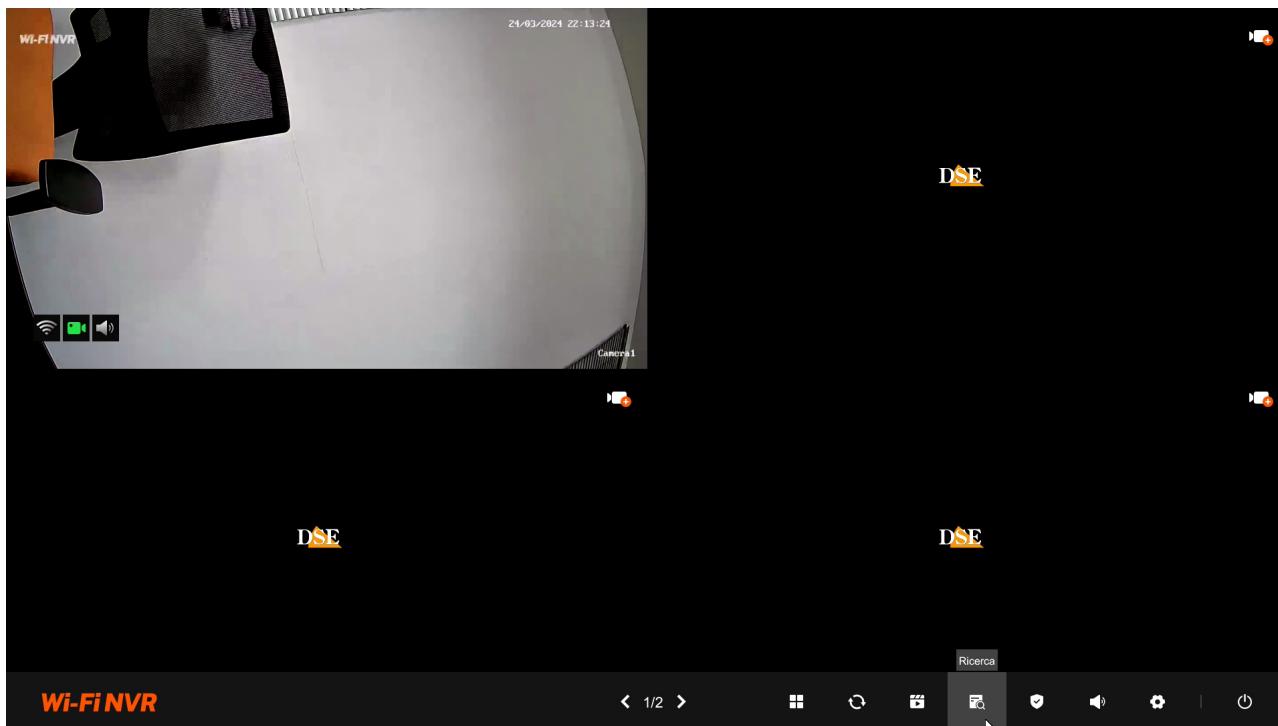 WI-FI NVR
24/03/2024 22:13:24
Camera1
DSE
DSE
DSE
Ricerca
Wi-Fi NVR
1/2